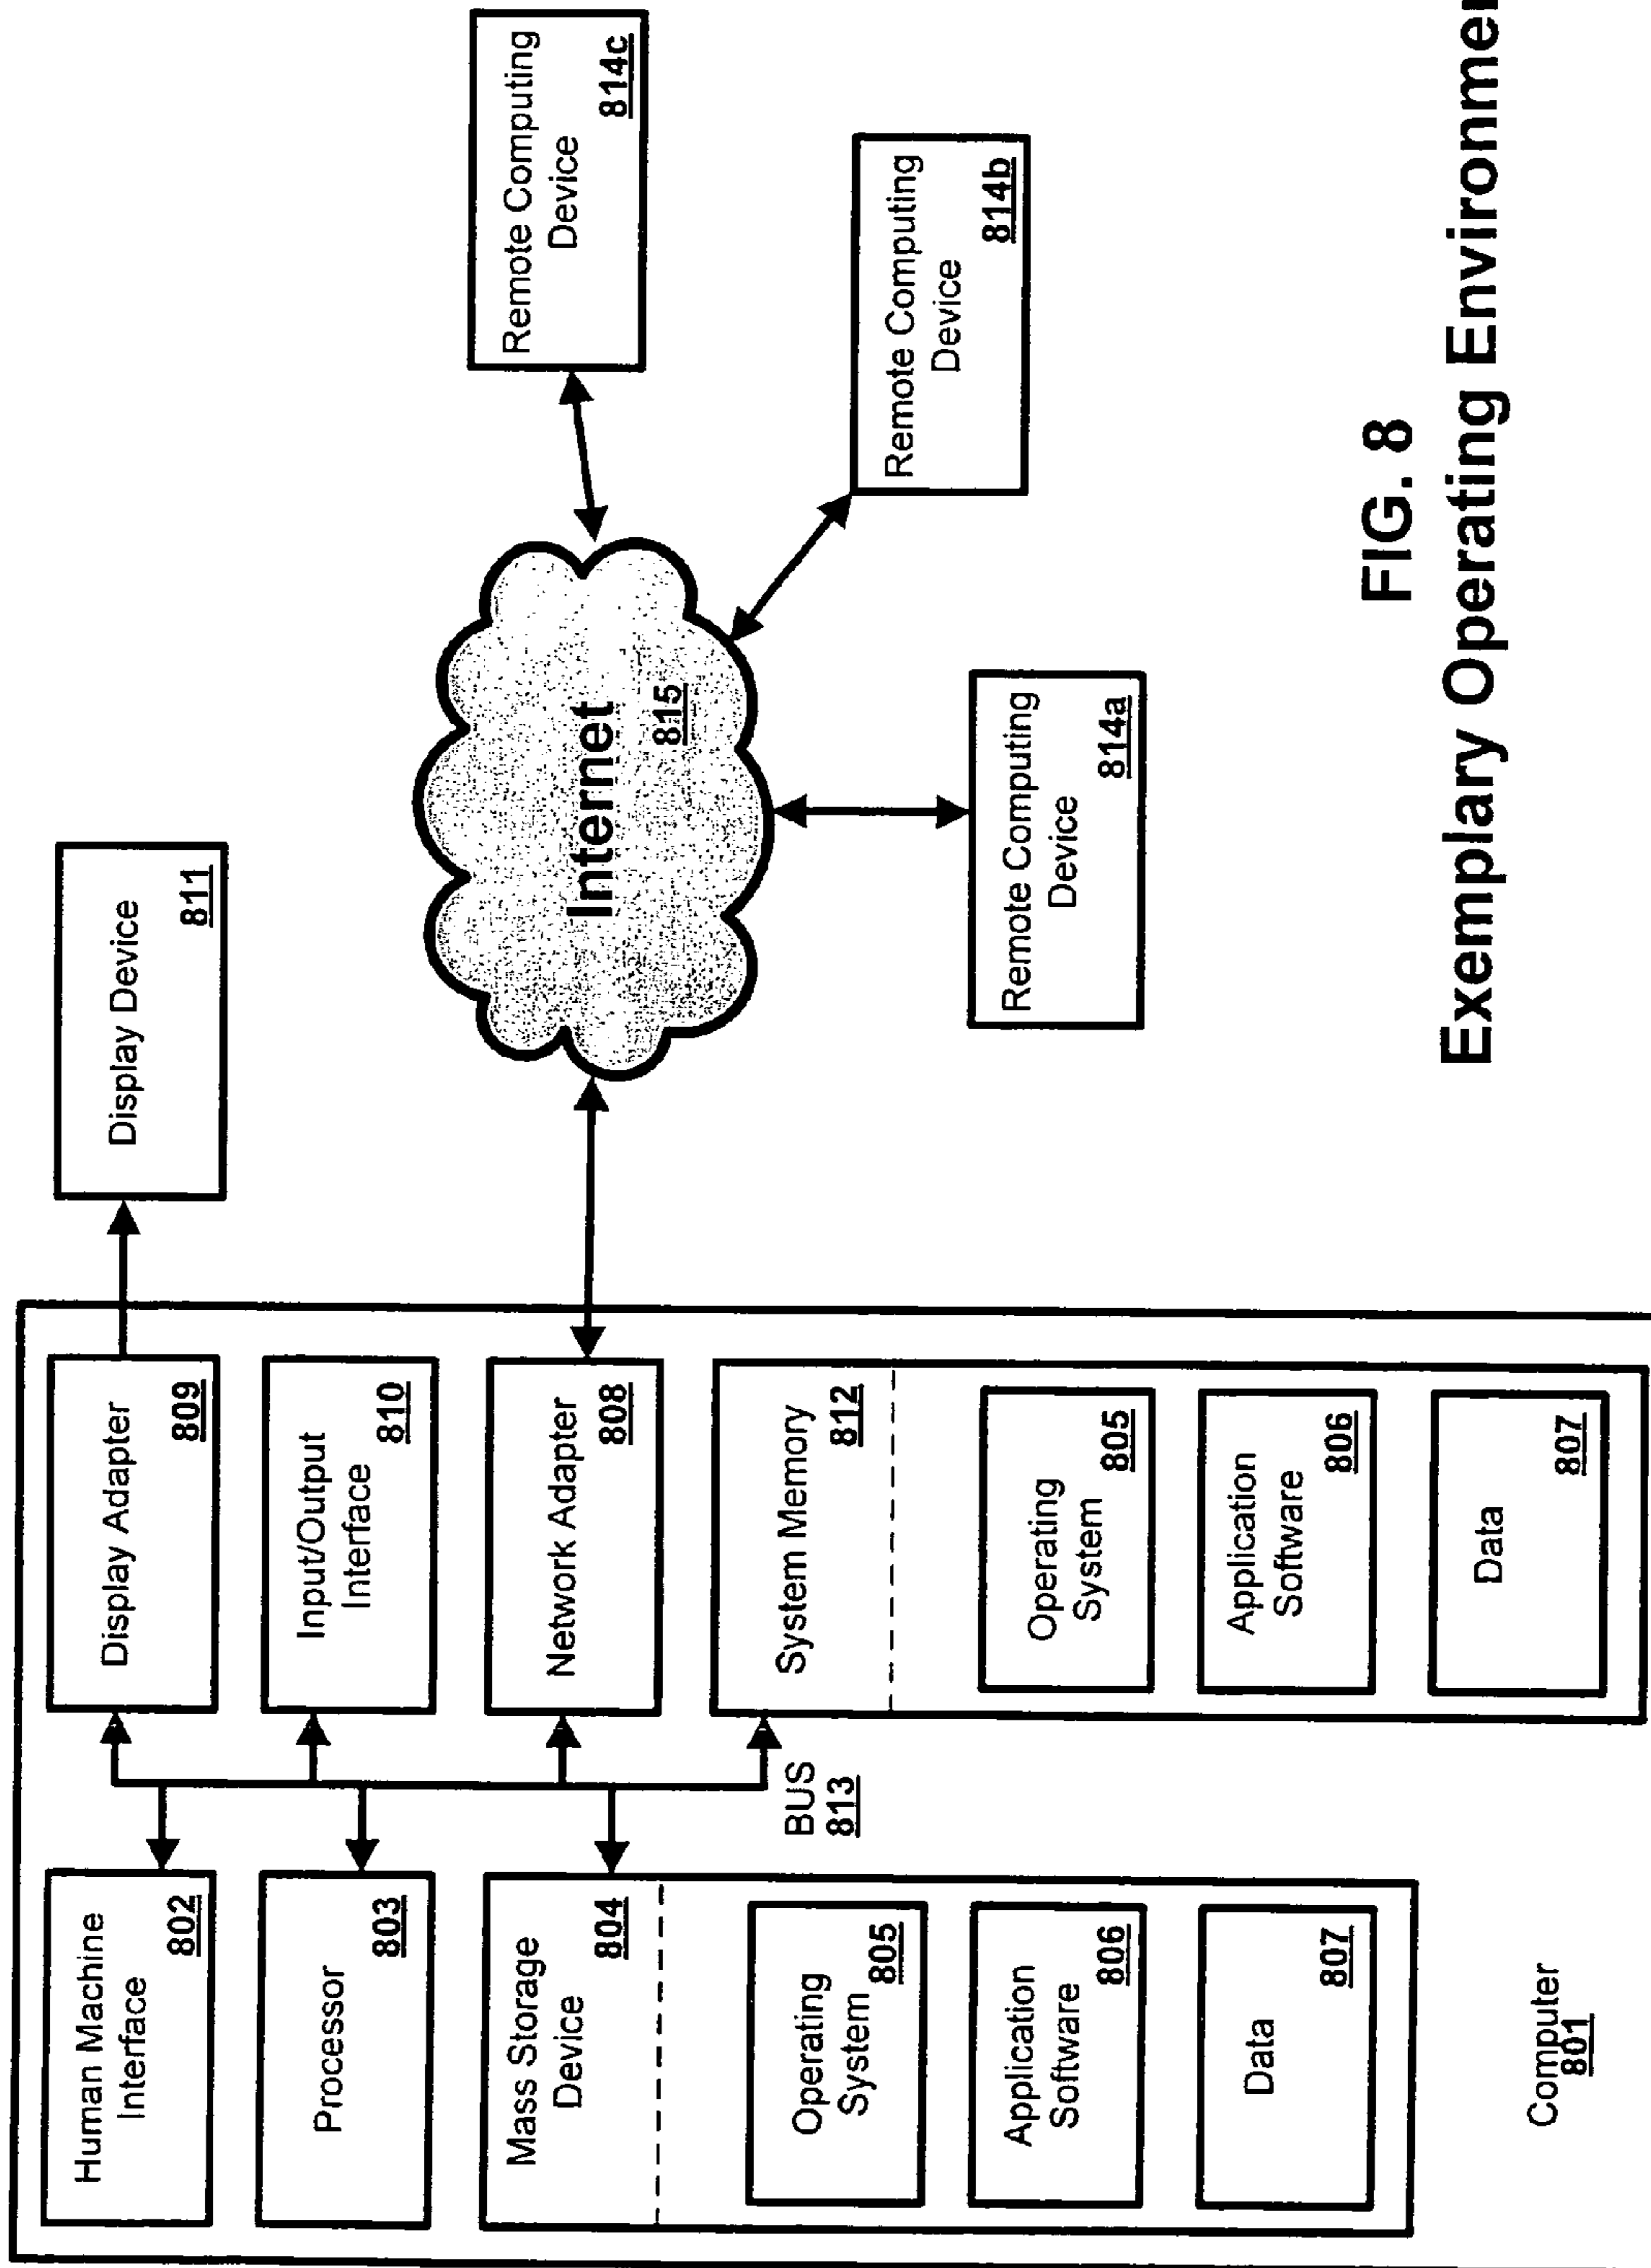 Human Machine
Interface
802
Processor
803
Mass Storage
Device
804
Operating
System
805
Application
Software
806
Data
807
Computer
801
BUS
813
Display Adapter
809
Input/Output
Interface
810
Network Adapter
808
System Memory
812
Operating
System
805
Application
Software
806
Data
807
Display Device
811
Internet
815
Remote Computing
Device
814a
Remote Computing
Device
814b
Remote Computing
Device
814c
FIG. 8
Exemplary Operating